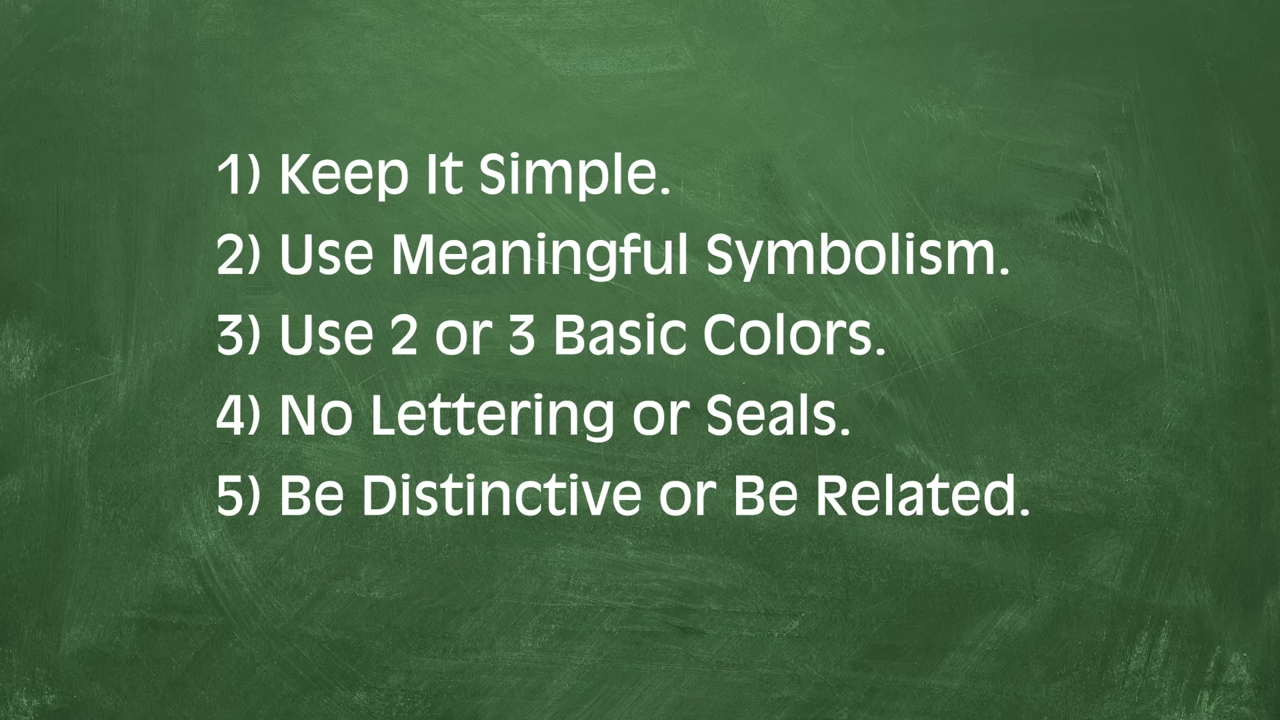 1) Keep It Simple.
2) Use Meaningful Symbolism.
3) Use 2 or 3 Basic Colors.
4) No Lettering or Seals.
5) Be Distinctive or Be Related.